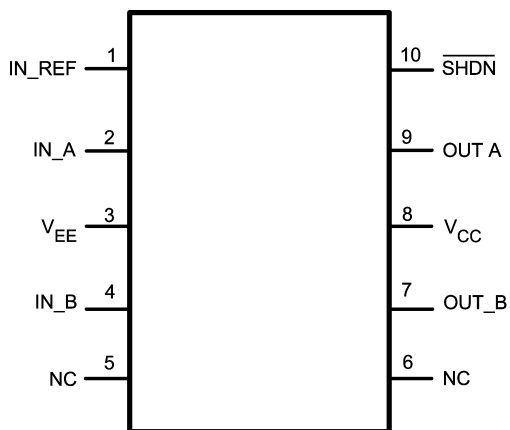 IN_REF 1 10 SHDN
IN_A 2 9 OUT A
VEE 3 8 VCC
IN_B 4 7 OUT_B
NC 5 6 NC